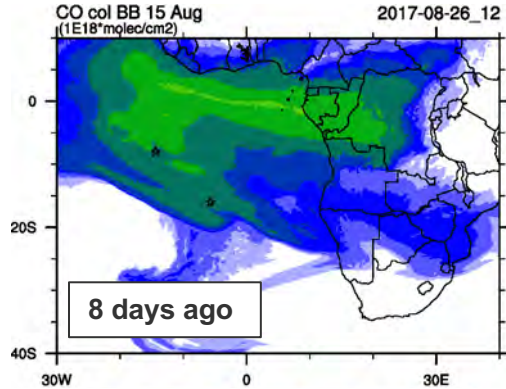 CO col BB 15 Aug 2017-08-26_12
(1E18*molec/cm2)
0
20S
8 days ago
40S
30W 0 30E